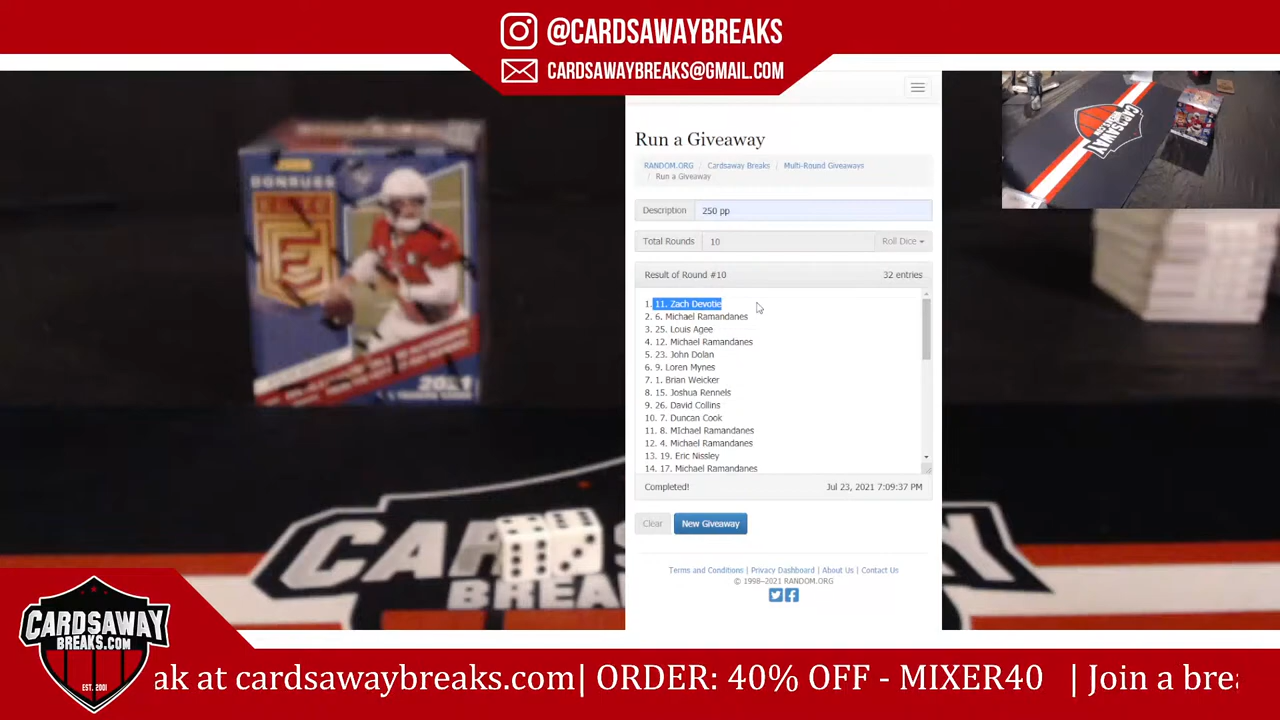 @CARDSAWAYBREAKS
CARDSAWAYBREAKS@GMAIL.COM
Run a Giveaway
RANDOM.ORG / Cardsaway Breaks / Multi-Round Giveaways
/ Run a Giveaway
Description 250 pp
Total Rounds 10 Roll Dice
Result of Round #10 32 entries
1. 11. Zach Devotie
2. 6. Michael Ramandanes
3. 25. Louis Agee
4. 12. Michael Ramandanes
5. 23. John Dolan
6. 9. Loren Mynes
7. 1. Brian Weicker
8. 15. Joshua Rennels
9. 26. David Collins
10. 7. Duncan Cook
11. 8. MIchael Ramandanes
12. 4. Michael Ramandanes
13. 19. Eric Nissley
14. 17. Michael Ramandanes
Completed! Jul 23, 2021 7:09:37 PM
Clear New Giveaway
Terms and Conditions | Privacy Dashboard | About Us | Contact Us
© 1998–2021 RANDOM.ORG
DONRUSS
ELITE
E
2021
CARDSAWAY
BREAKS.COM
EST. 2001
ak at cardsawaybreaks.com| ORDER: 40% OFF - MIXER40 | Join a brea